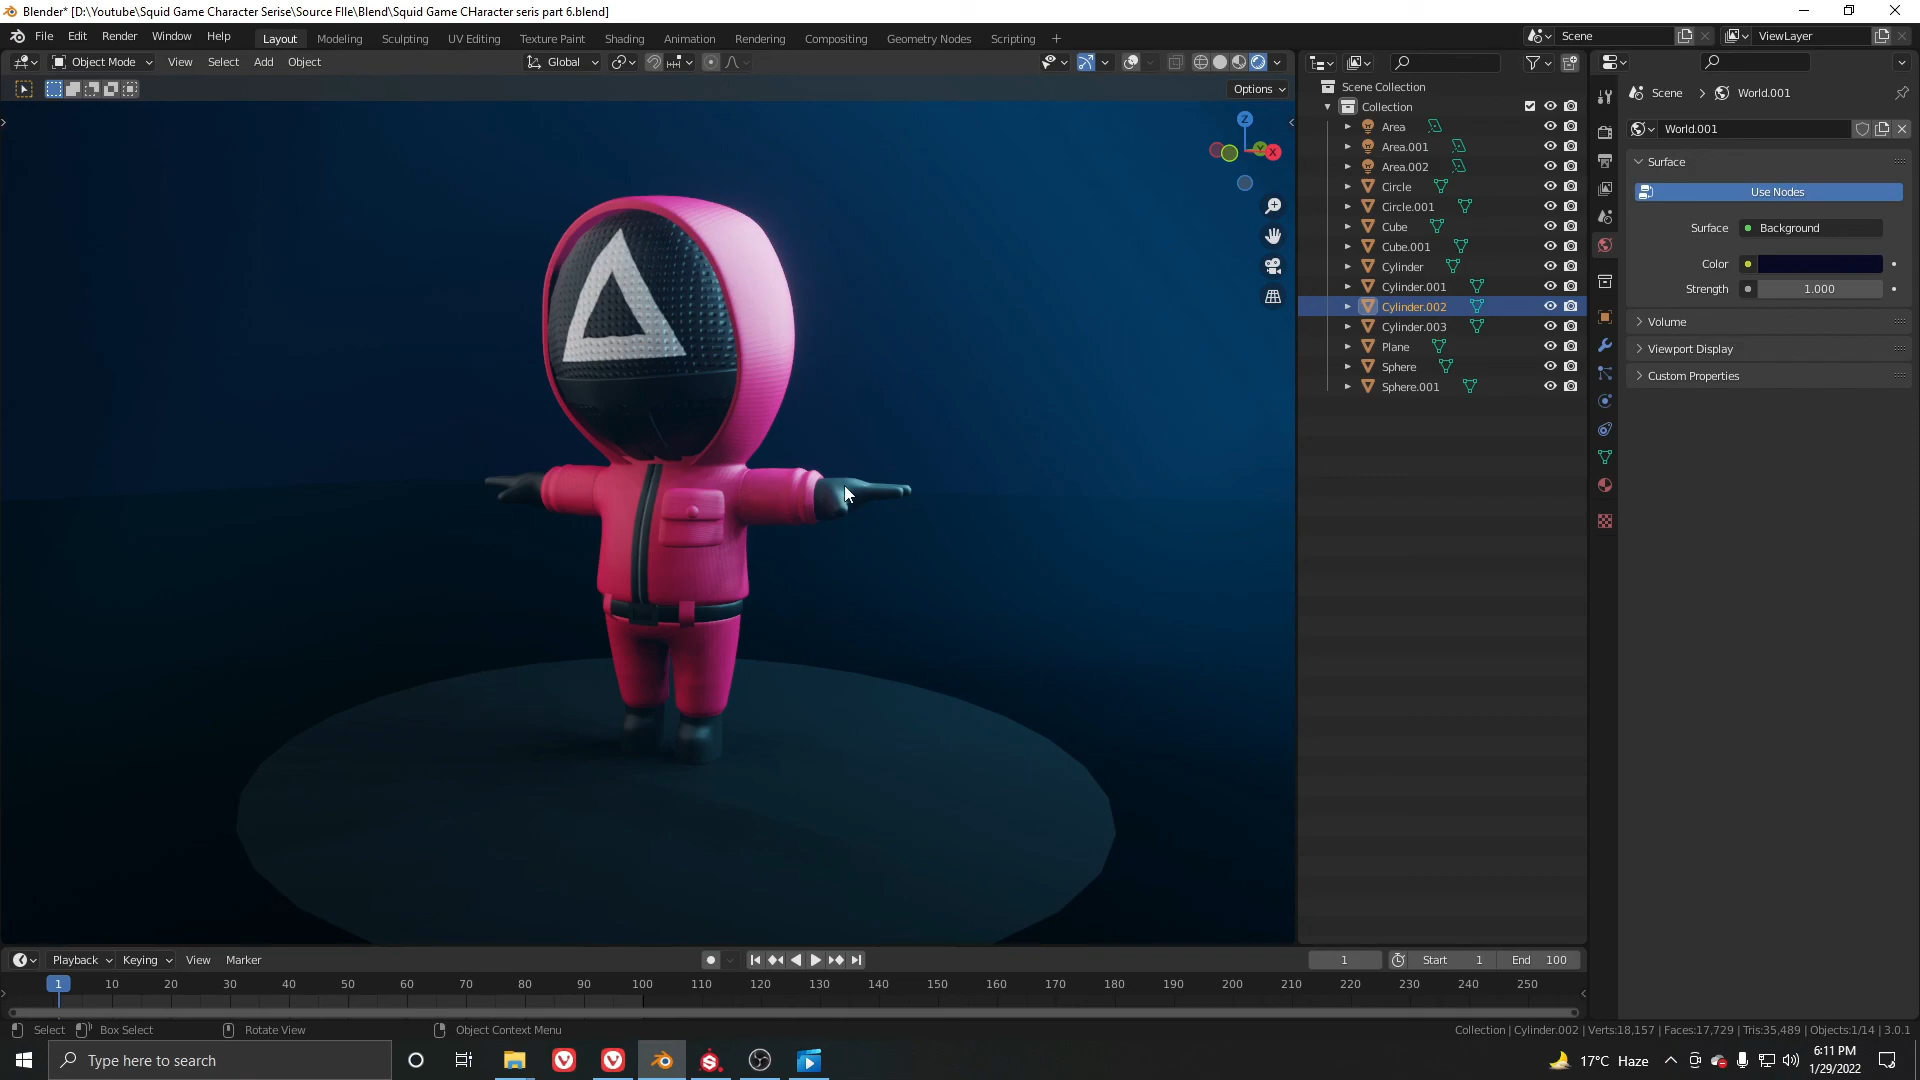 Blender* [D:\Youtube\Squid Game Character Serise\Source FIle\Blend\Squid Game CHaracter seris part 6.blend]
File Edit Render Window Help Layout Modeling Sculpting UV Editing Texture Paint Shading Animation Rendering Compositing Geometry Nodes Scripting + Scene ViewLayer
Object Mode View Select Add Object Global
Options
Z
Y
X
Scene Collection
Collection
Area
Area.001
Area.002
Circle
Circle.001
Cube
Cube.001
Cylinder
Cylinder.001
Cylinder.002
Cylinder.003
Plane
Sphere
Sphere.001
Scene > World.001
World.001
Surface
Use Nodes
Surface Background
Color
Strength 1.000
Volume
Viewport Display
Custom Properties
Playback Keying View Marker 1 Start 1 End 100
1 10 20 30 40 50 60 70 80 90 100 110 120 130 140 150 160 170 180 190 200 210 220 230 240 250
Select Box Select Rotate View Object Context Menu Collection | Cylinder.002 | Verts:18,157 | Faces:17,729 | Tris:35,489 | Objects:1/14 | 3.0.1
Type here to search
17°C Haze
6:11 PM
1/29/2022